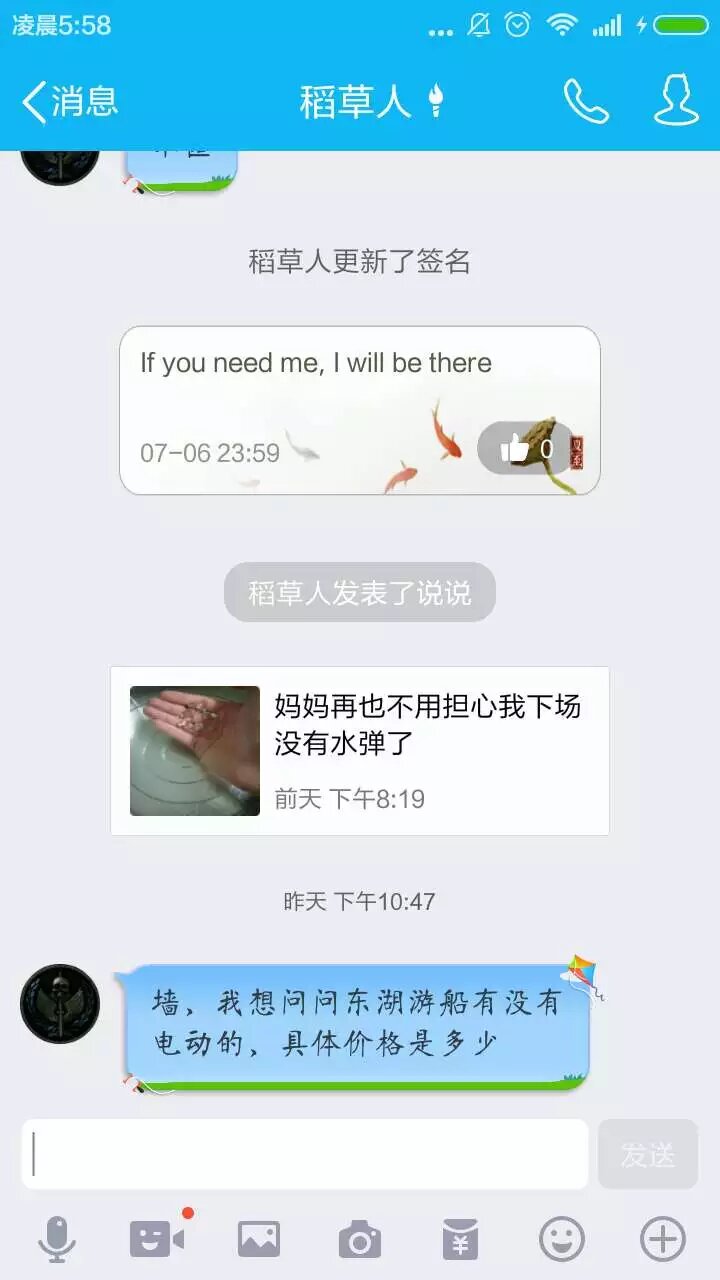 凌晨5:58
消息
稻草人
稻草人更新了签名
If you need me, I will be there
07-06 23:59
0
夏至
稻草人发表了说说
妈妈再也不用担心我下场
没有水弹了
前天 下午8:19
昨天 下午10:47
墙，我想问问东湖游船有没有
电动的，具体价格是多少
发送